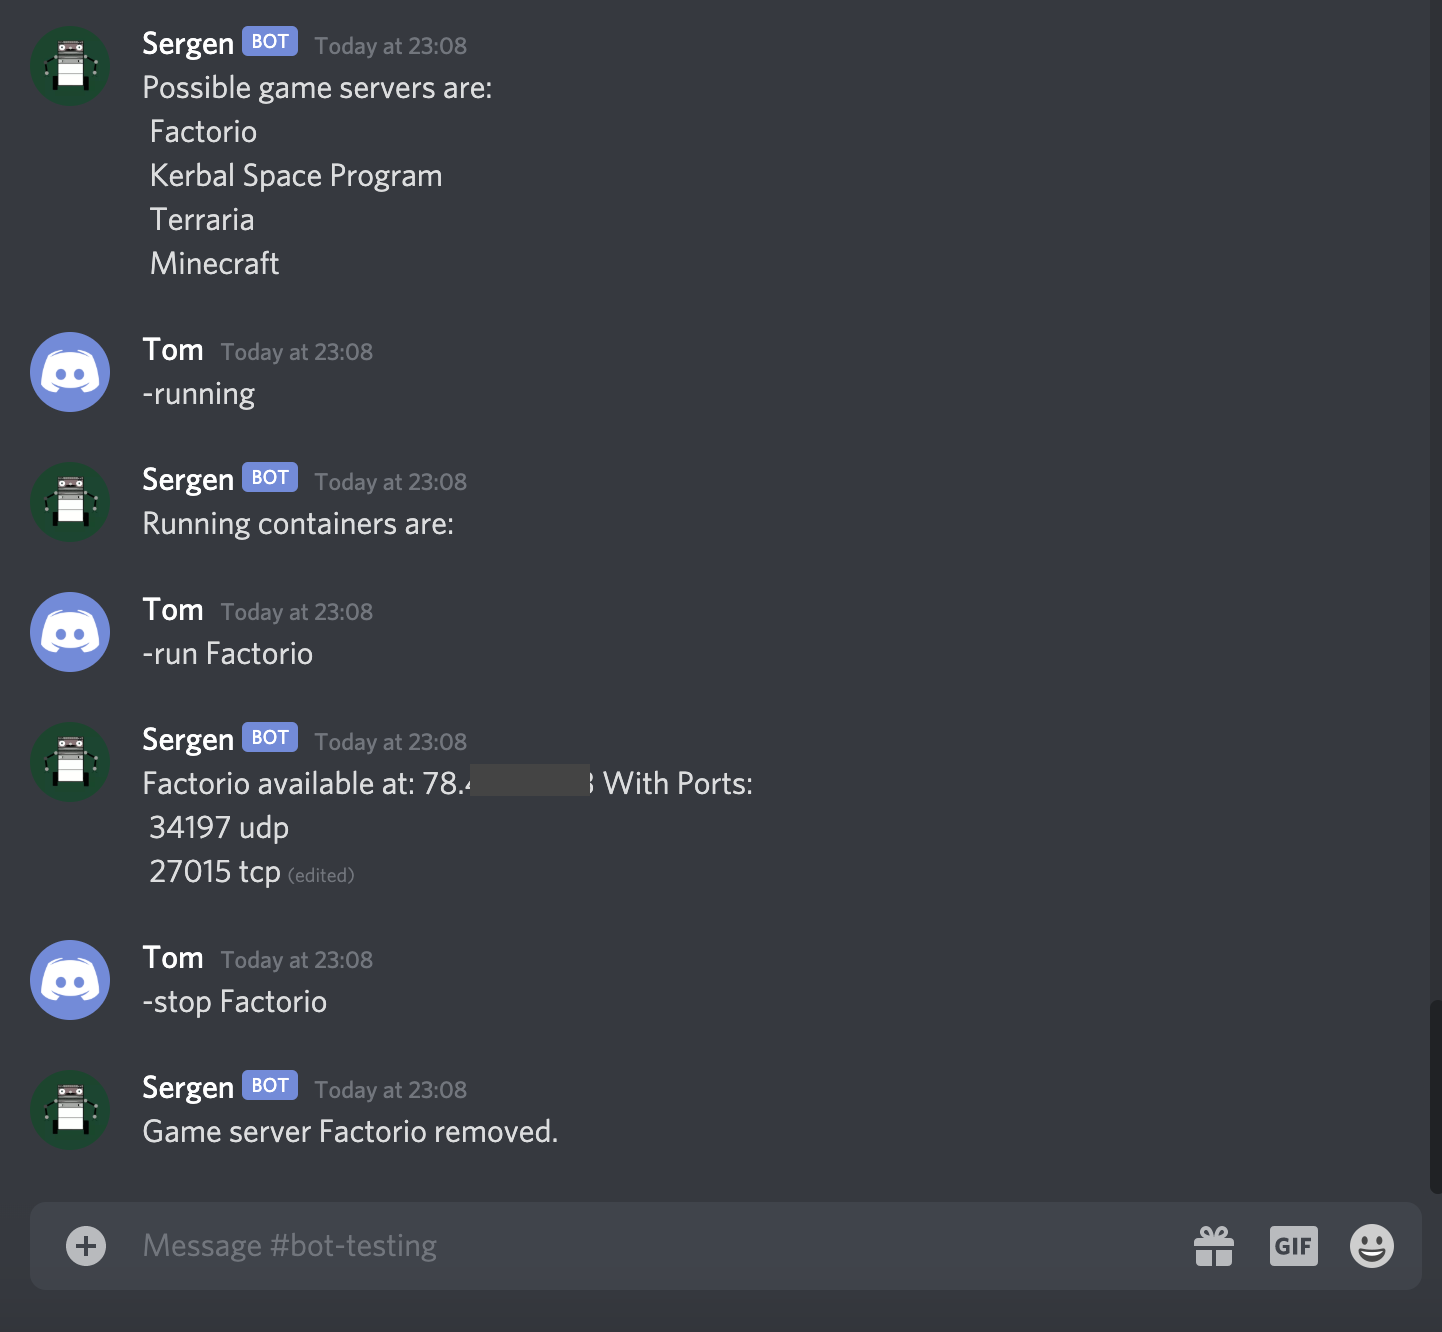 Sergen BOT Today at 23:08
Possible game servers are:
Factorio
Kerbal Space Program
Terraria
Minecraft
Tom Today at 23:08
-running
Sergen BOT Today at 23:08
Running containers are:
Tom Today at 23:08
-run Factorio
Sergen BOT Today at 23:08
Factorio available at: 78. With Ports:
34197 udp
27015 tcp (edited)
Tom Today at 23:08
-stop Factorio
Sergen BOT Today at 23:08
Game server Factorio removed.
Message #bot-testing
GIF